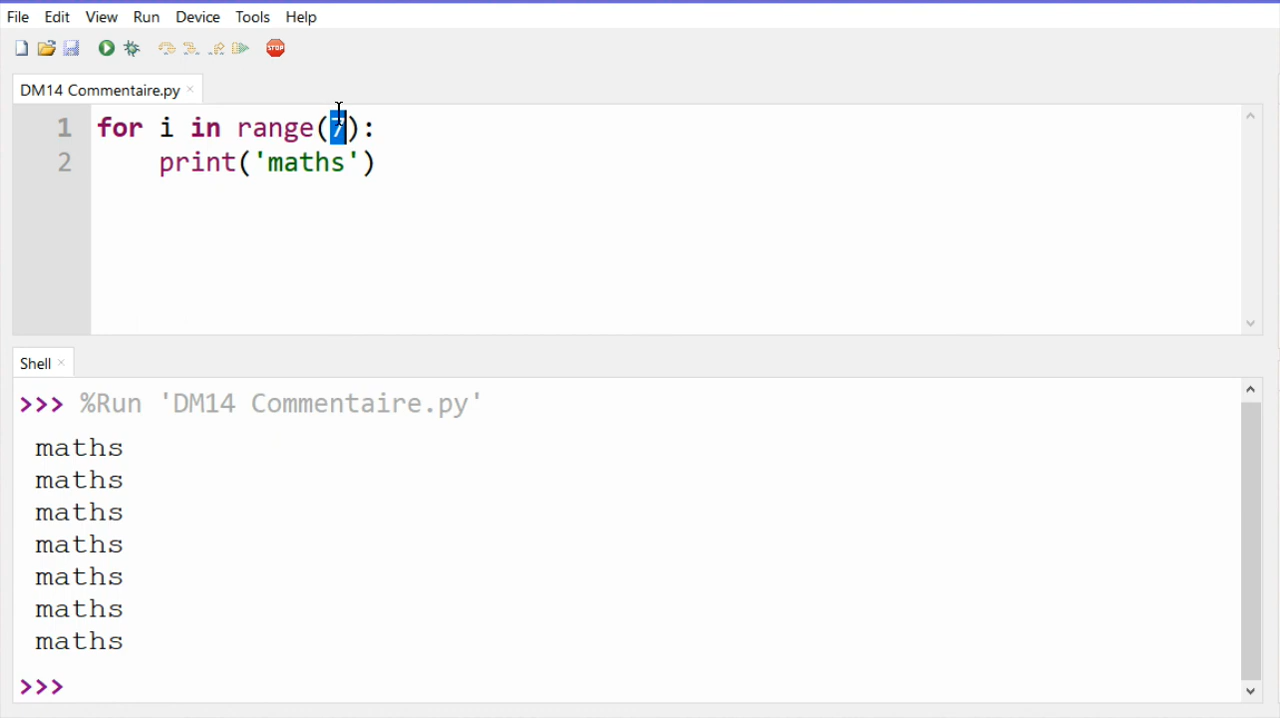 File Edit View Run Device Tools Help
STOP
DM14 Commentaire.py ×
1 for i in range(7):
2     print('maths')
Shell ×
>>> %Run 'DM14 Commentaire.py'
maths
maths
maths
maths
maths
maths
maths
>>>